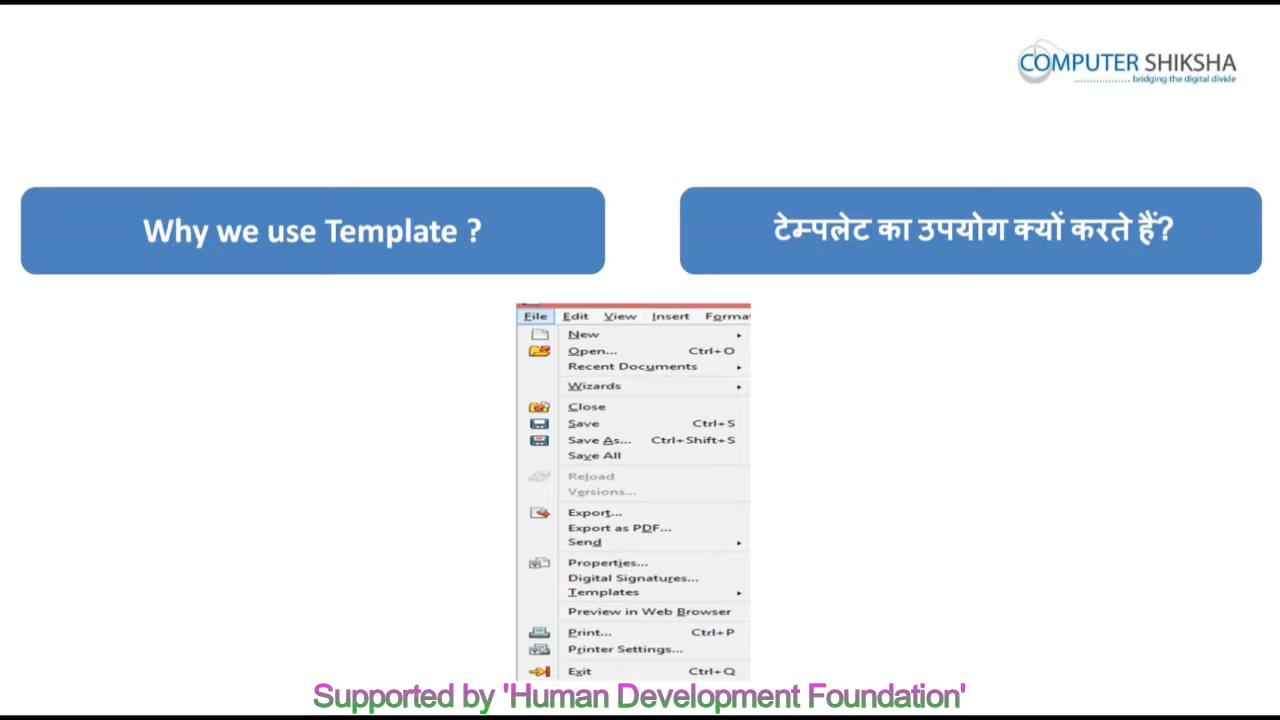 COMPUTER SHIKSHA
bridging the digital divide
Why we use Template ?
टेम्पलेट का उपयोग क्यों करते हैं?
File Edit View Insert Forma
New
Open... Ctrl+O
Recent Documents
Wizards
Close
Save Ctrl+S
Save As... Ctrl+Shift+S
Save All
Reload
Versions...
Export...
Export as PDF...
Send
Properties...
Digital Signatures...
Templates
Preview in Web Browser
Print... Ctrl+P
Printer Settings...
Exit Ctrl+Q
Supported by 'Human Development Foundation'